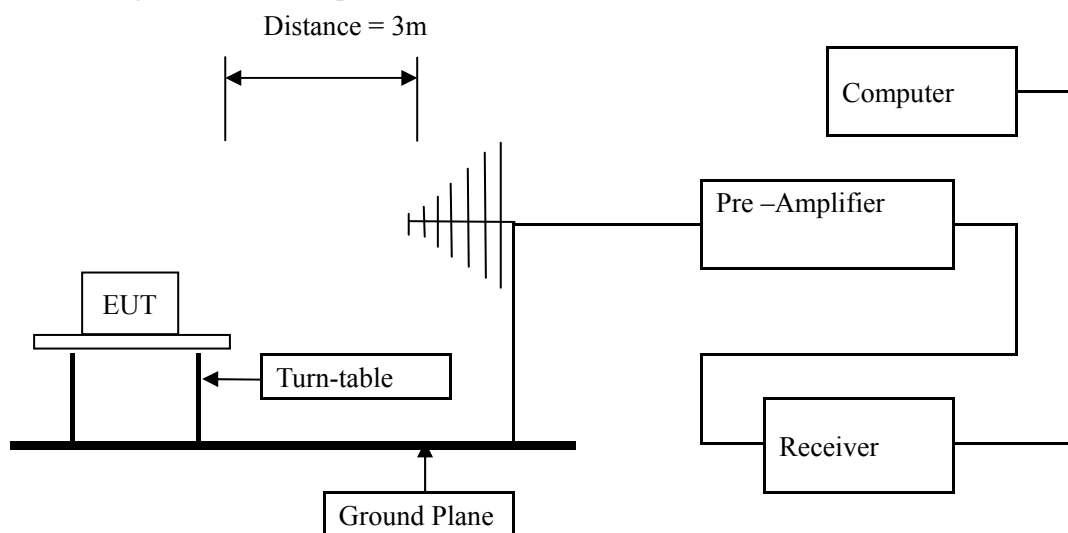 Distance = 3m
Computer
Pre –Amplifier
EUT
Turn-table
Receiver
Ground Plane